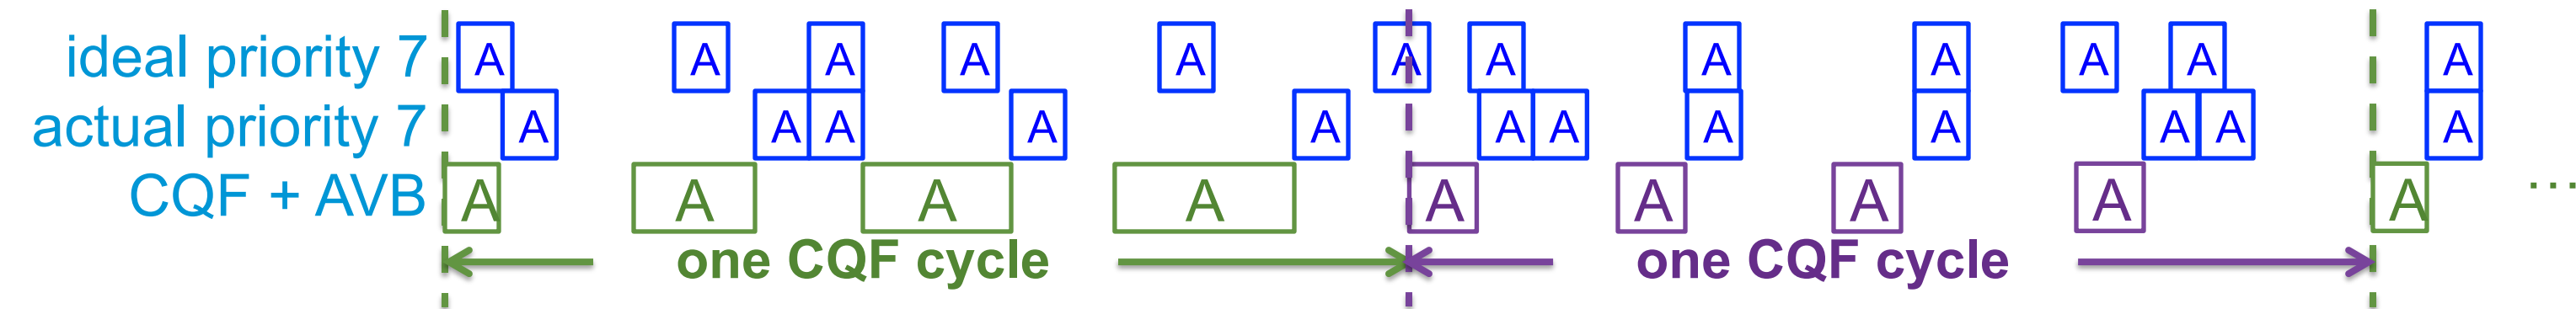 ideal priority 7 A A A A A A A A A A A A
actual priority 7 A A A A A A A A A A A A
CQF + AVB A A A A A A A A A ...
one CQF cycle one CQF cycle